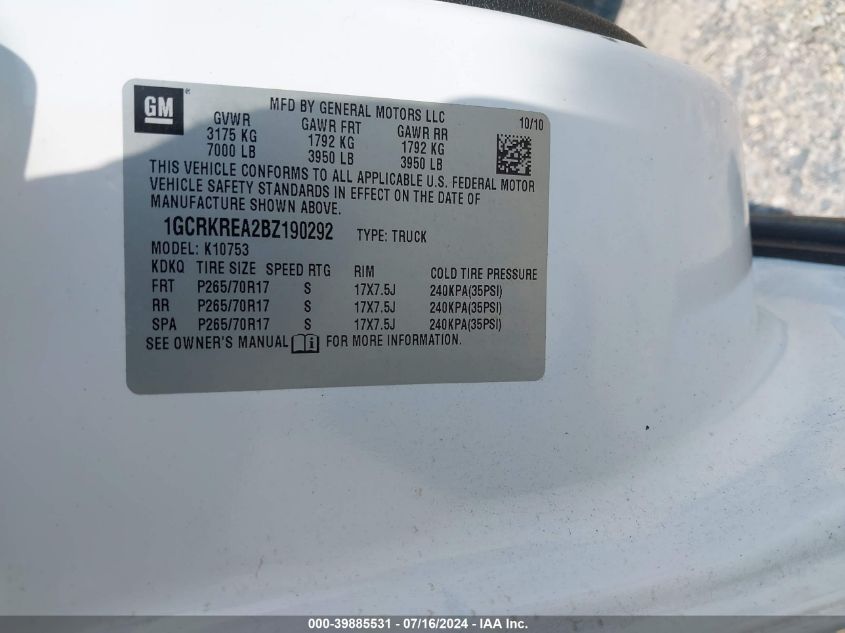 GM
MFD BY GENERAL MOTORS LLC
10/10
GVWR GAWR FRT GAWR RR
3175 KG 1792 KG 1792 KG
7000 LB 3950 LB 3950 LB
THIS VEHICLE CONFORMS TO ALL APPLICABLE U.S. FEDERAL MOTOR
VEHICLE SAFETY STANDARDS IN EFFECT ON THE DATE OF
MANUFACTURE SHOWN ABOVE.
1GCRKREA2BZ190292 TYPE: TRUCK
MODEL: K10753
KDKQ TIRE SIZE SPEED RTG RIM COLD TIRE PRESSURE
FRT P265/70R17 S 17X7.5J 240KPA(35PSI)
RR P265/70R17 S 17X7.5J 240KPA(35PSI)
SPA P265/70R17 S 17X7.5J 240KPA(35PSI)
SEE OWNER'S MANUAL FOR MORE INFORMATION.
000-39885531 - 07/16/2024 - IAA Inc.